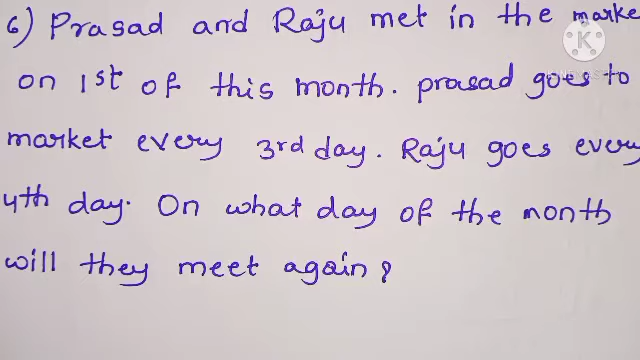 6) Prasad and Raju met in the marke
on 1st of this month. prasad goes to
market every 3rd day. Raju goes every
4th day. On what day of the month
will they meet again?